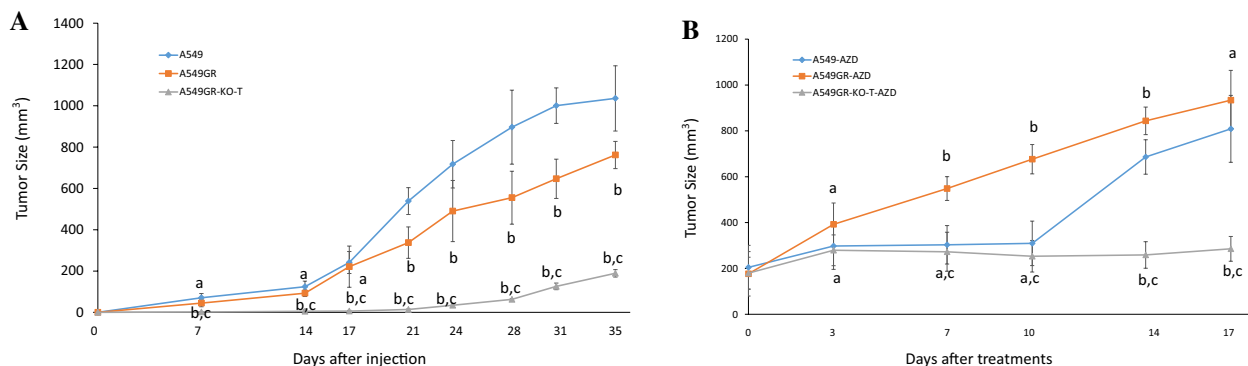 A
1400
1200
1000
800
600
400
200
0
Tumor Size (mm³)
A549
A549GR
A549GR-KO-T
a
a
a
b
b
b
b
b
b,c
b,c
b,c
b,c
b,c
b,c
b,c
b,c
0 7 14 17 21 24 28 31 35
Days after injection
B
1200
1000
800
600
400
200
0
Tumor Size (mm³)
A549-AZD
A549GR-AZD
A549GR-KO-T-AZD
a
b
b
b
a
a
a,c
a,c
b,c
b,c
0 3 7 10 14 17
Days after treatments